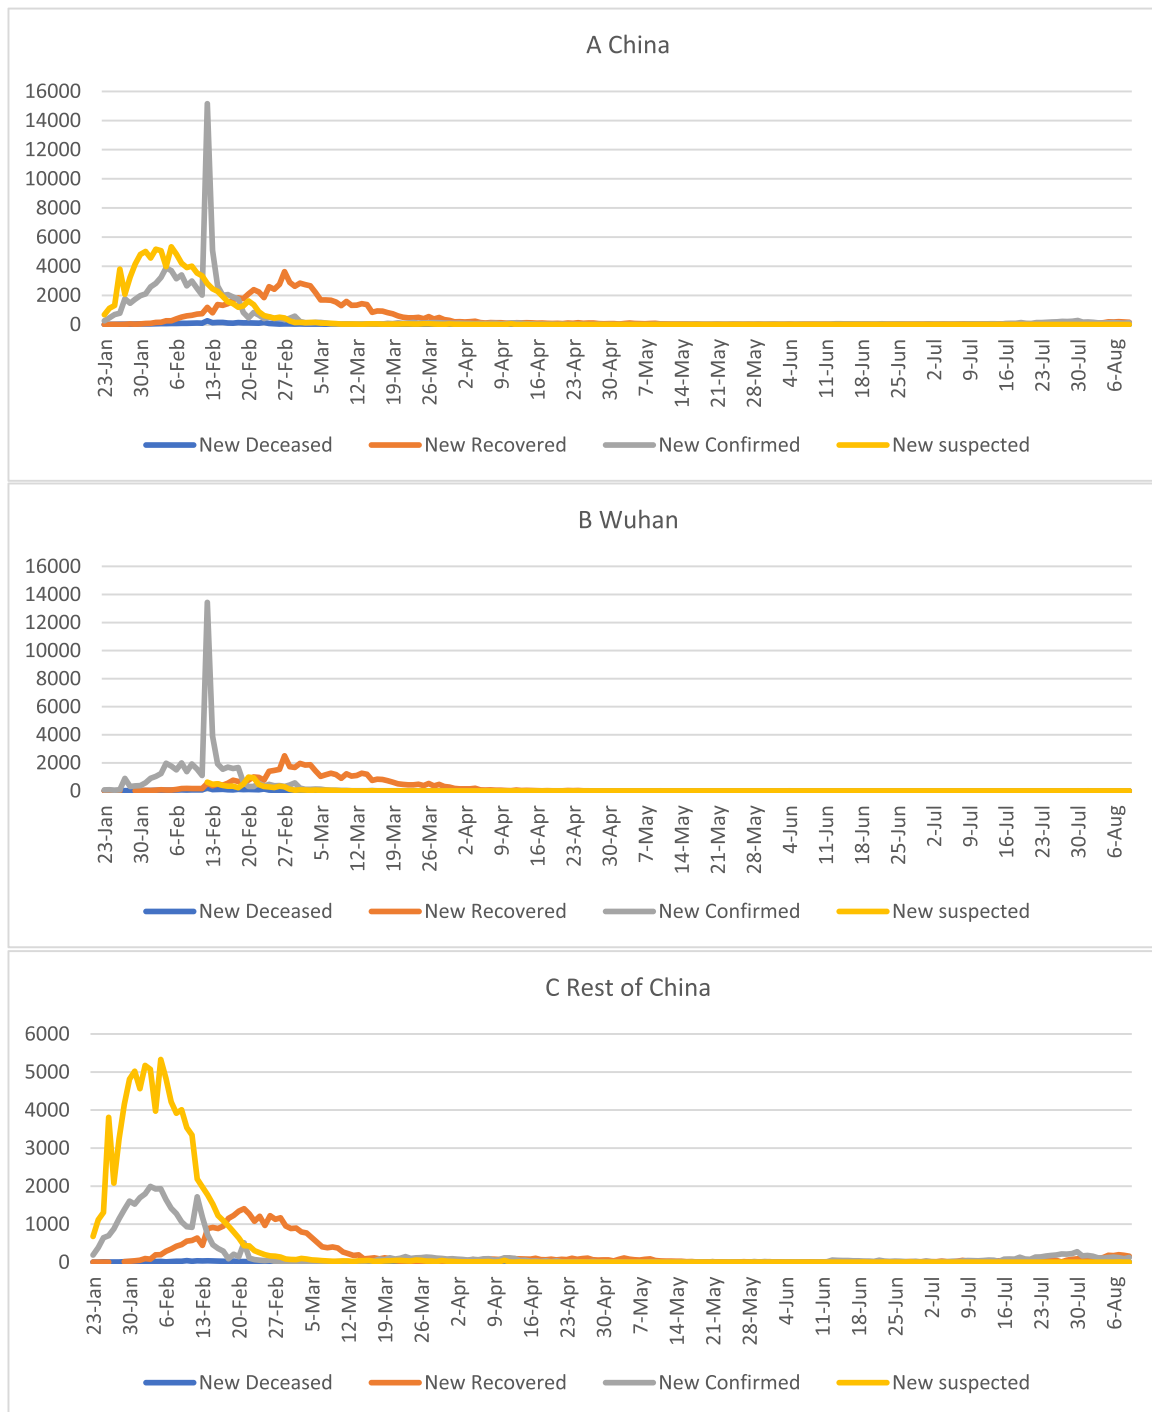 A China
16000
14000
12000
10000
8000
6000
4000
2000
0
23-Jan 30-Jan 6-Feb 13-Feb 20-Feb 27-Feb 5-Mar 12-Mar 19-Mar 26-Mar 2-Apr 9-Apr 16-Apr 23-Apr 30-Apr 7-May 14-May 21-May 28-May 4-Jun 11-Jun 18-Jun 25-Jun 2-Jul 9-Jul 16-Jul 23-Jul 30-Jul 6-Aug
New Deceased New Recovered New Confirmed New suspected
B Wuhan
16000
14000
12000
10000
8000
6000
4000
2000
0
23-Jan 30-Jan 6-Feb 13-Feb 20-Feb 27-Feb 5-Mar 12-Mar 19-Mar 26-Mar 2-Apr 9-Apr 16-Apr 23-Apr 30-Apr 7-May 14-May 21-May 28-May 4-Jun 11-Jun 18-Jun 25-Jun 2-Jul 9-Jul 16-Jul 23-Jul 30-Jul 6-Aug
New Deceased New Recovered New Confirmed New suspected
C Rest of China
6000
5000
4000
3000
2000
1000
0
23-Jan 30-Jan 6-Feb 13-Feb 20-Feb 27-Feb 5-Mar 12-Mar 19-Mar 26-Mar 2-Apr 9-Apr 16-Apr 23-Apr 30-Apr 7-May 14-May 21-May 28-May 4-Jun 11-Jun 18-Jun 25-Jun 2-Jul 9-Jul 16-Jul 23-Jul 30-Jul 6-Aug
New Deceased New Recovered New Confirmed New suspected